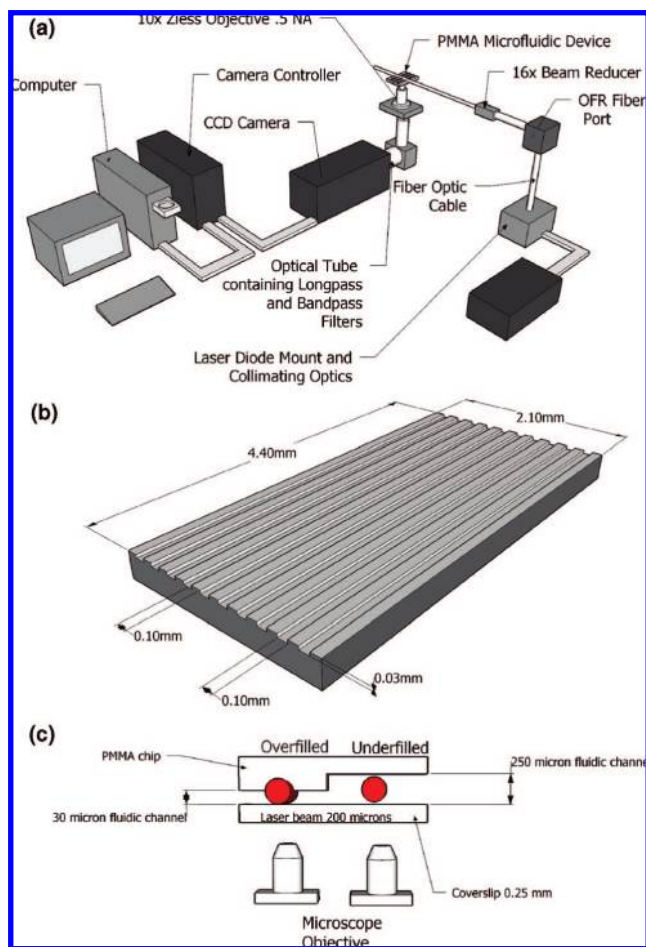 (a)
10x Ziess Objective .5 NA
PMMA Microfluidic Device
Camera Controller
16x Beam Reducer
Computer
OFR Fiber
Port
CCD Camera
Fiber Optic
Cable
Optical Tube
containing Longpass
and Bandpass
Filters
Laser Diode Mount and
Collimating Optics
(b)
2.10mm
4.40mm
0.10mm
0.03mm
0.10mm
(c)
Overfilled
Underfilled
PMMA chip
250 micron fluidic channel
30 micron fluidic channel
Laser beam 200 microns
Coverslip 0.25 mm
Microscope
Objective